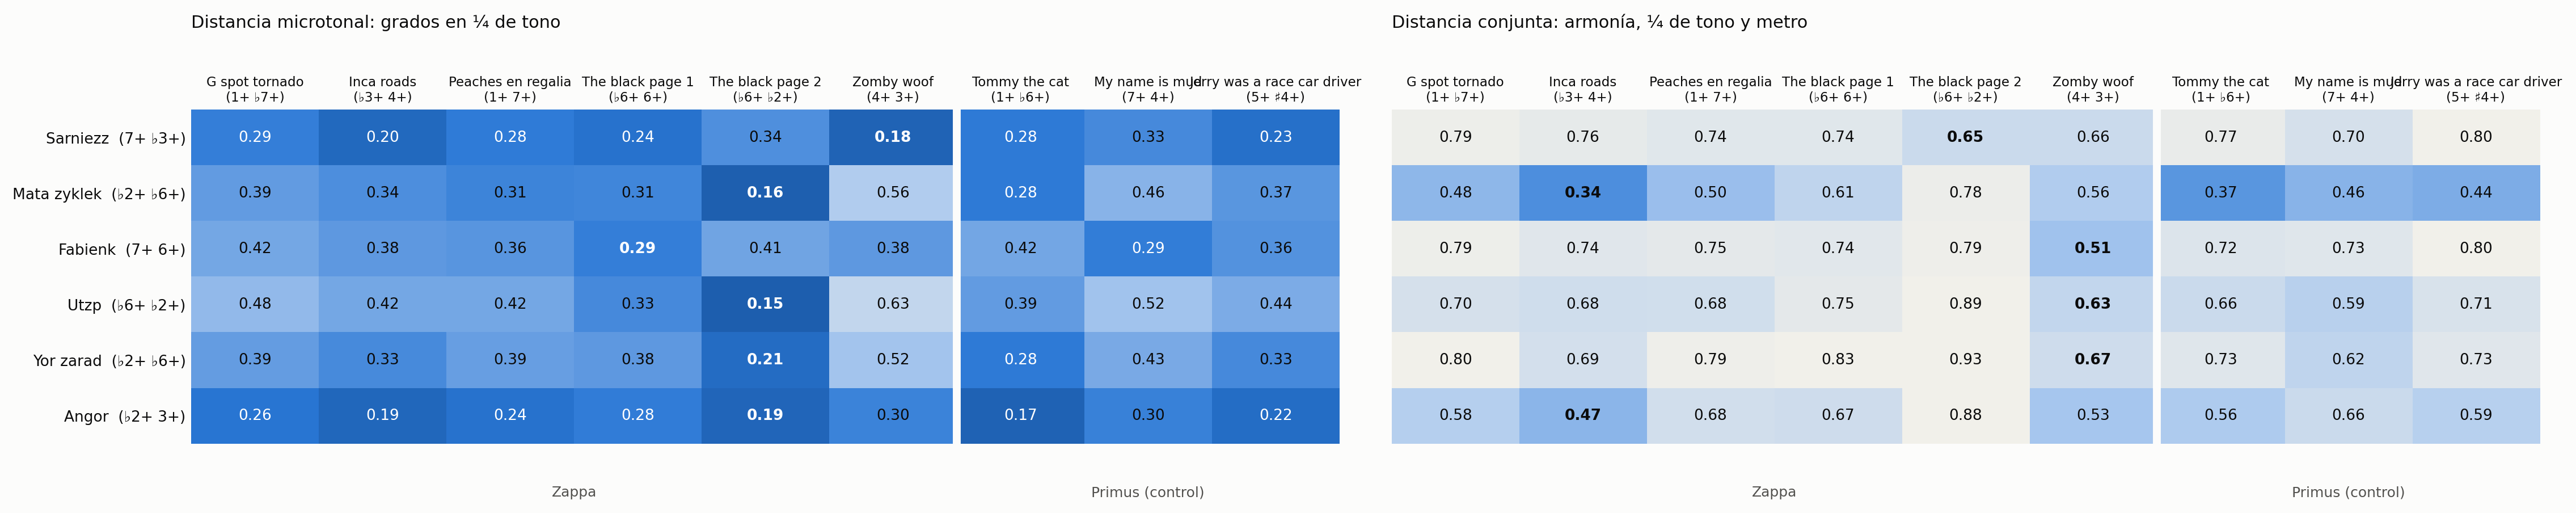 Distancia microtonal: grados en ¼ de tono
G spot tornado Inca roads Peaches en regalia The black page 1 The black page 2 Zomby woof Tommy the cat My name is mud Jerry was a race car driver
(1+ ♭7+) (♭3+ 4+) (1+ 7+) (♭6+ 6+) (♭6+ ♭2+) (4+ 3+) (1+ ♭6+) (7+ 4+) (5+ ♯4+)
Sarniezz (7+ ♭3+) 0.29 0.20 0.28 0.24 0.34 0.18 0.28 0.33 0.23
Mata zyklek (♭2+ ♭6+) 0.39 0.34 0.31 0.31 0.16 0.56 0.28 0.46 0.37
Fabienk (7+ 6+) 0.42 0.38 0.36 0.29 0.41 0.38 0.42 0.29 0.36
Utzp (♭6+ ♭2+) 0.48 0.42 0.42 0.33 0.15 0.63 0.39 0.52 0.44
Yor zarad (♭2+ ♭6+) 0.39 0.33 0.39 0.38 0.21 0.52 0.28 0.43 0.33
Angor (♭2+ 3+) 0.26 0.19 0.24 0.28 0.19 0.30 0.17 0.30 0.22
Zappa Primus (control)
Distancia conjunta: armonía, ¼ de tono y metro
G spot tornado Inca roads Peaches en regalia The black page 1 The black page 2 Zomby woof Tommy the cat My name is mud Jerry was a race car driver
(1+ ♭7+) (♭3+ 4+) (1+ 7+) (♭6+ 6+) (♭6+ ♭2+) (4+ 3+) (1+ ♭6+) (7+ 4+) (5+ ♯4+)
0.79 0.76 0.74 0.74 0.65 0.66 0.77 0.70 0.80
0.48 0.34 0.50 0.61 0.78 0.56 0.37 0.46 0.44
0.79 0.74 0.75 0.74 0.79 0.51 0.72 0.73 0.80
0.70 0.68 0.68 0.75 0.89 0.63 0.66 0.59 0.71
0.80 0.69 0.79 0.83 0.93 0.67 0.73 0.62 0.73
0.58 0.47 0.68 0.67 0.88 0.53 0.56 0.66 0.59
Zappa Primus (control)